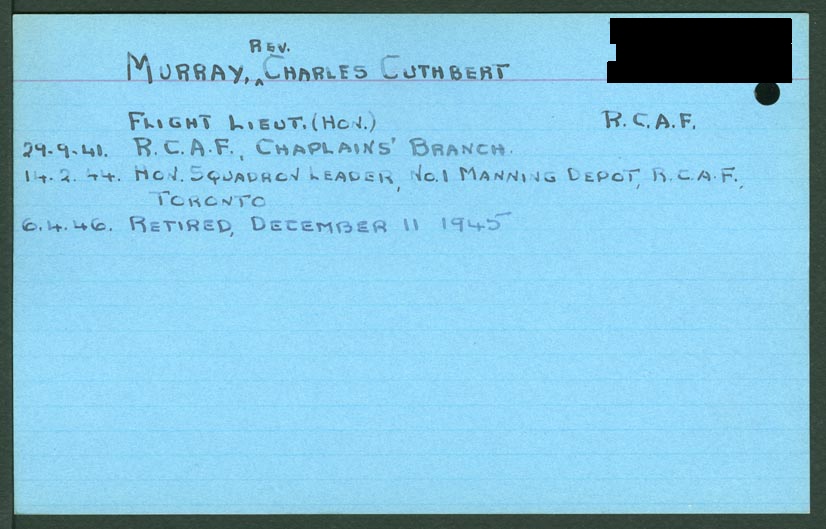 REV.
MURRAY, ^ CHARLES CUTHBERT
FLIGHT LIEUT. (HON.) R.C.A.F.
29.9.41. R.C.A.F., CHAPLAINS' BRANCH.
14.2.44. HON. SQUADRON LEADER, NO.1 MANNING DEPOT, R.C.A.F.,
TORONTO
6.4.46. RETIRED, DECEMBER 11 1945